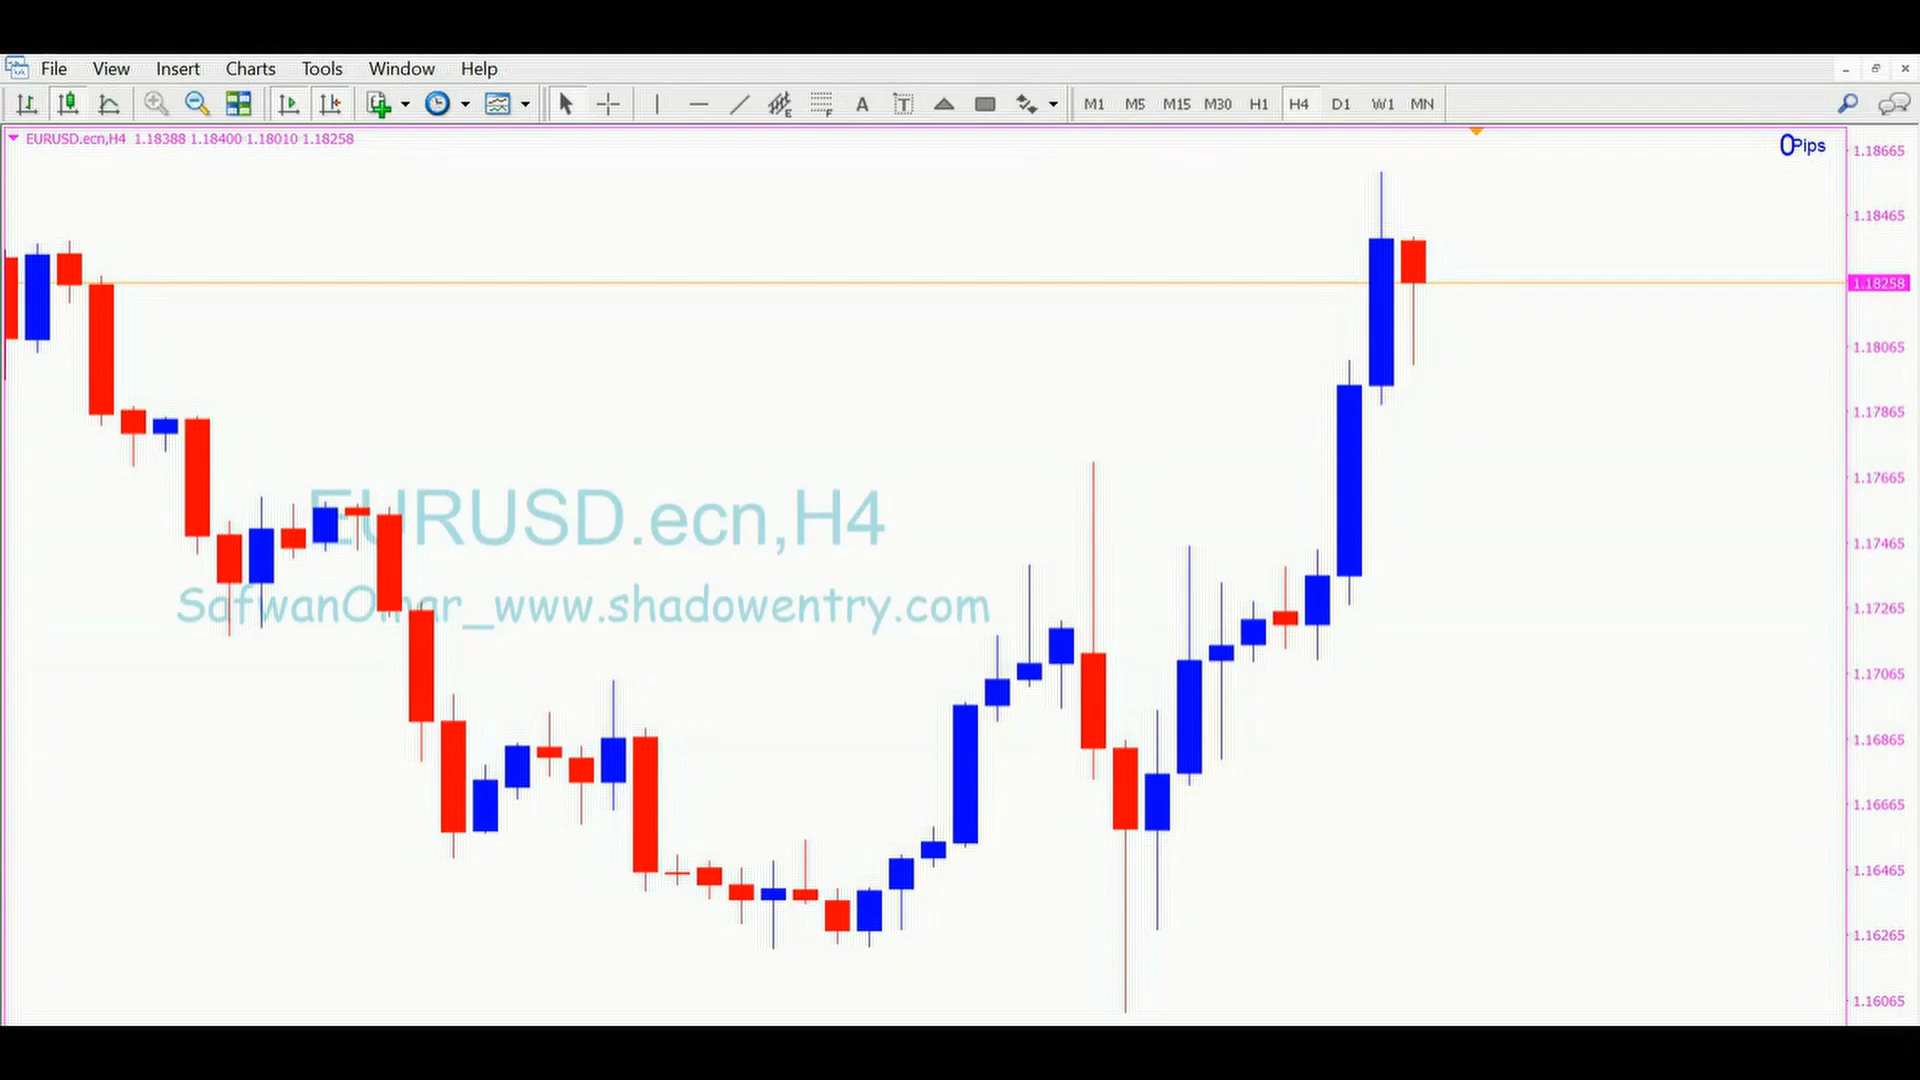 File View Insert Charts Tools Window Help
A T M1 M5 M15 M30 H1 H4 D1 W1 MN
EURUSD.ecn,H4 1.18388 1.18400 1.18010 1.18258
0Pips
1.18665
1.18465
1.18258
1.18065
1.17865
1.17665
1.17465
1.17265
1.17065
1.16865
1.16665
1.16465
1.16265
1.16065
EURUSD.ecn,H4
SafwanOmar_www.shadowentry.com